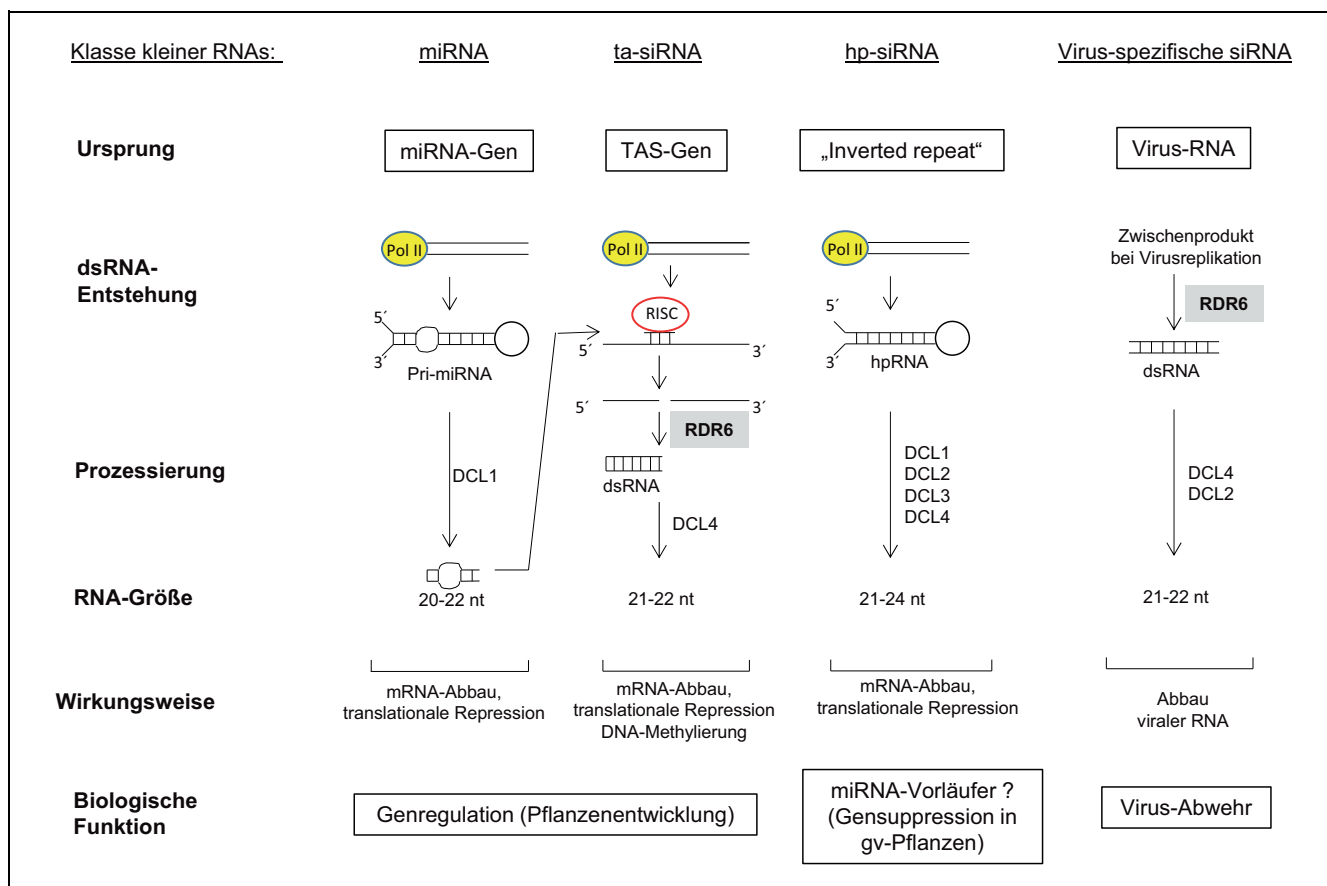 Klasse kleiner RNAs: miRNA ta-siRNA hp-siRNA Virus-spezifische siRNA
Ursprung
miRNA-Gen
TAS-Gen
„Inverted repeat“
Virus-RNA
dsRNA-
Entstehung
Pol II
5´
3´
Pri-miRNA
Pol II
RISC
5´ 3´
5´ 3´
RDR6
dsRNA
Pol II
5´
3´
hpRNA
Zwischenprodukt
bei Virusreplikation
RDR6
dsRNA
Prozessierung
DCL1
DCL4
DCL1
DCL2
DCL3
DCL4
DCL4
DCL2
RNA-Größe
20-22 nt
21-22 nt
21-24 nt
21-22 nt
Wirkungsweise
mRNA-Abbau,
translationale Repression
mRNA-Abbau,
translationale Repression
DNA-Methylierung
mRNA-Abbau,
translationale Repression
Abbau
viraler RNA
Biologische
Funktion
Genregulation (Pflanzenentwicklung)
miRNA-Vorläufer ?
(Gensuppression in
gv-Pflanzen)
Virus-Abwehr